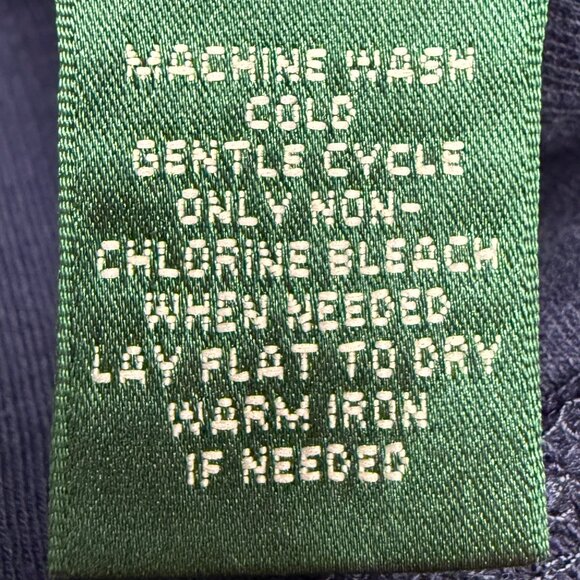 MACHINE WASH
COLD
GENTLE CYCLE
ONLY NON-
CHLORINE BLEACH
WHEN NEEDED
LAY FLAT TO DRY
WARM IRON
IF NEEDED